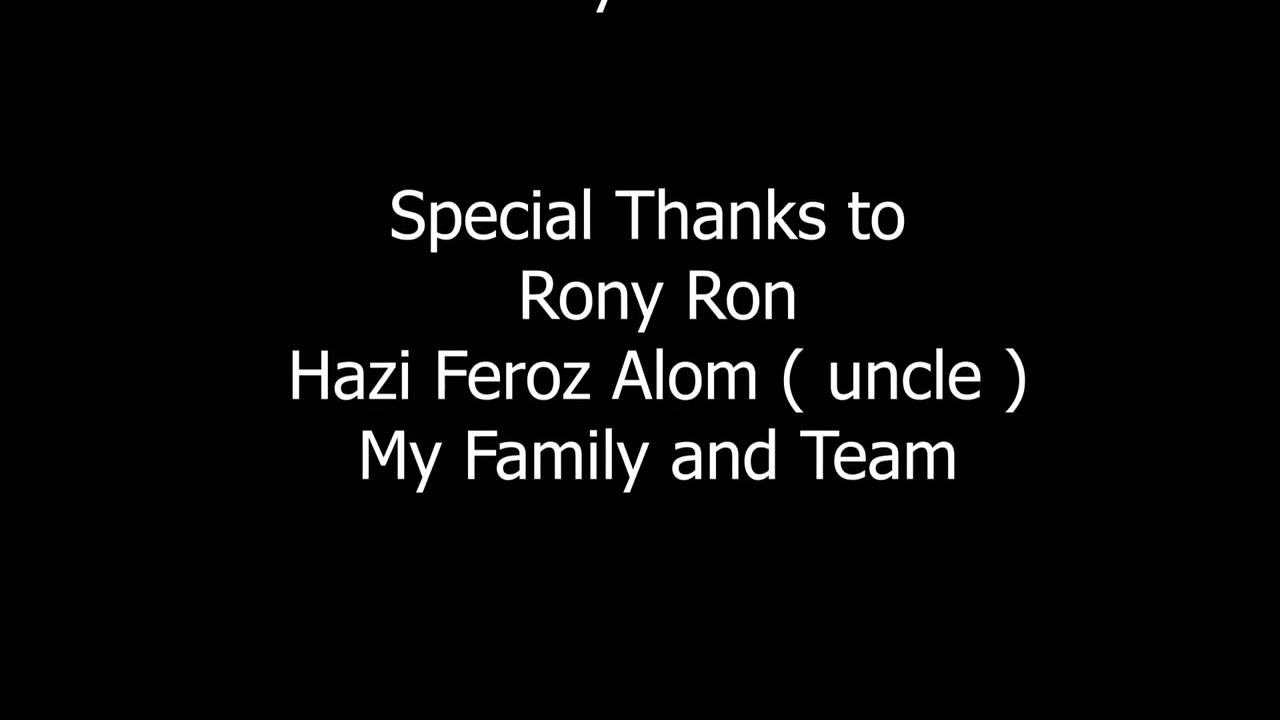 Special Thanks to
Rony Ron
Hazi Feroz Alom ( uncle )
My Family and Team